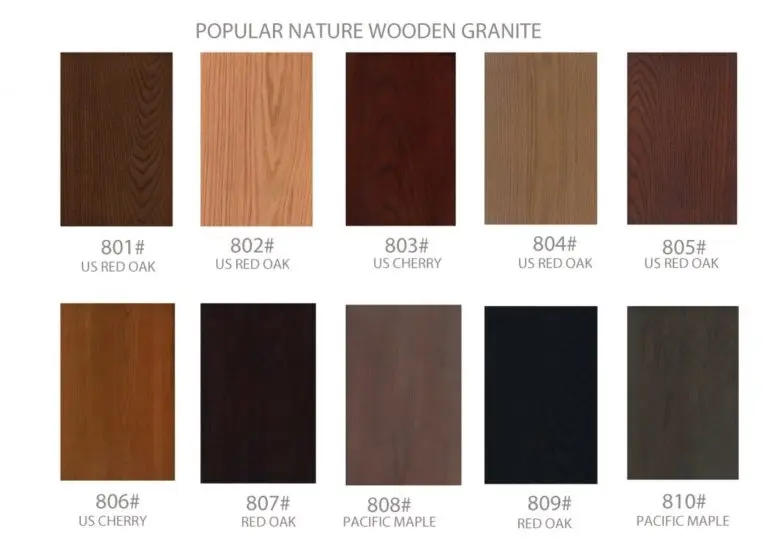 POPULAR NATURE WOODEN GRANITE
801# 802# 803# 804# 805#
US RED OAK US RED OAK US CHERRY US RED OAK US RED OAK
806# 807# 808# 809# 810#
US CHERRY RED OAK PACIFIC MAPLE RED OAK PACIFIC MAPLE